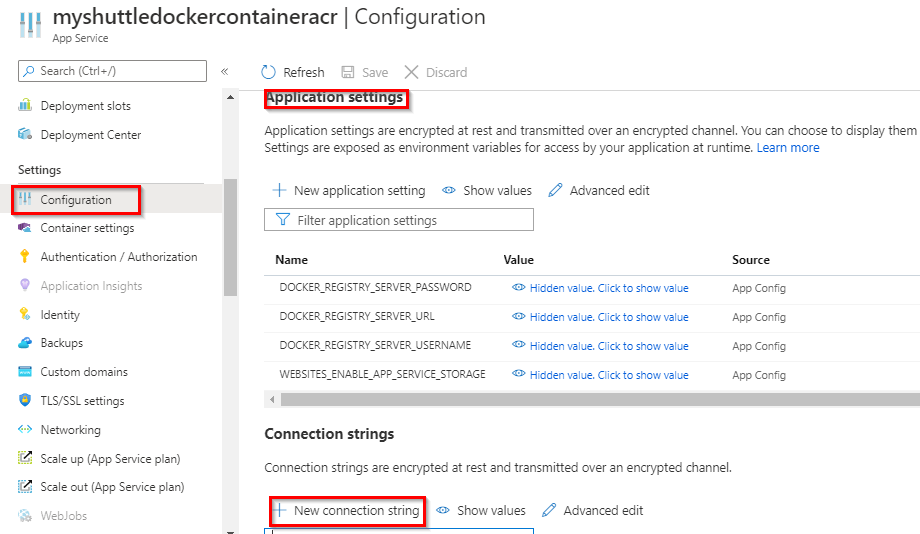 myshuttledockercontaineracr | Configuration
App Service
Search (Ctrl+/)
«
Deployment slots
Deployment Center
Settings
Configuration
Container settings
Authentication / Authorization
Application Insights
Identity
Backups
Custom domains
TLS/SSL settings
Networking
Scale up (App Service plan)
Scale out (App Service plan)
WebJobs
Refresh Save Discard
Application settings
Application settings are encrypted at rest and transmitted over an encrypted channel. You can choose to display them
Settings are exposed as environment variables for access by your application at runtime. Learn more
New application setting Show values Advanced edit
Filter application settings
Name Value Source
DOCKER_REGISTRY_SERVER_PASSWORD Hidden value. Click to show value App Config
DOCKER_REGISTRY_SERVER_URL Hidden value. Click to show value App Config
DOCKER_REGISTRY_SERVER_USERNAME Hidden value. Click to show value App Config
WEBSITES_ENABLE_APP_SERVICE_STORAGE Hidden value. Click to show value App Config
Connection strings
Connection strings are encrypted at rest and transmitted over an encrypted channel.
New connection string Show values Advanced edit